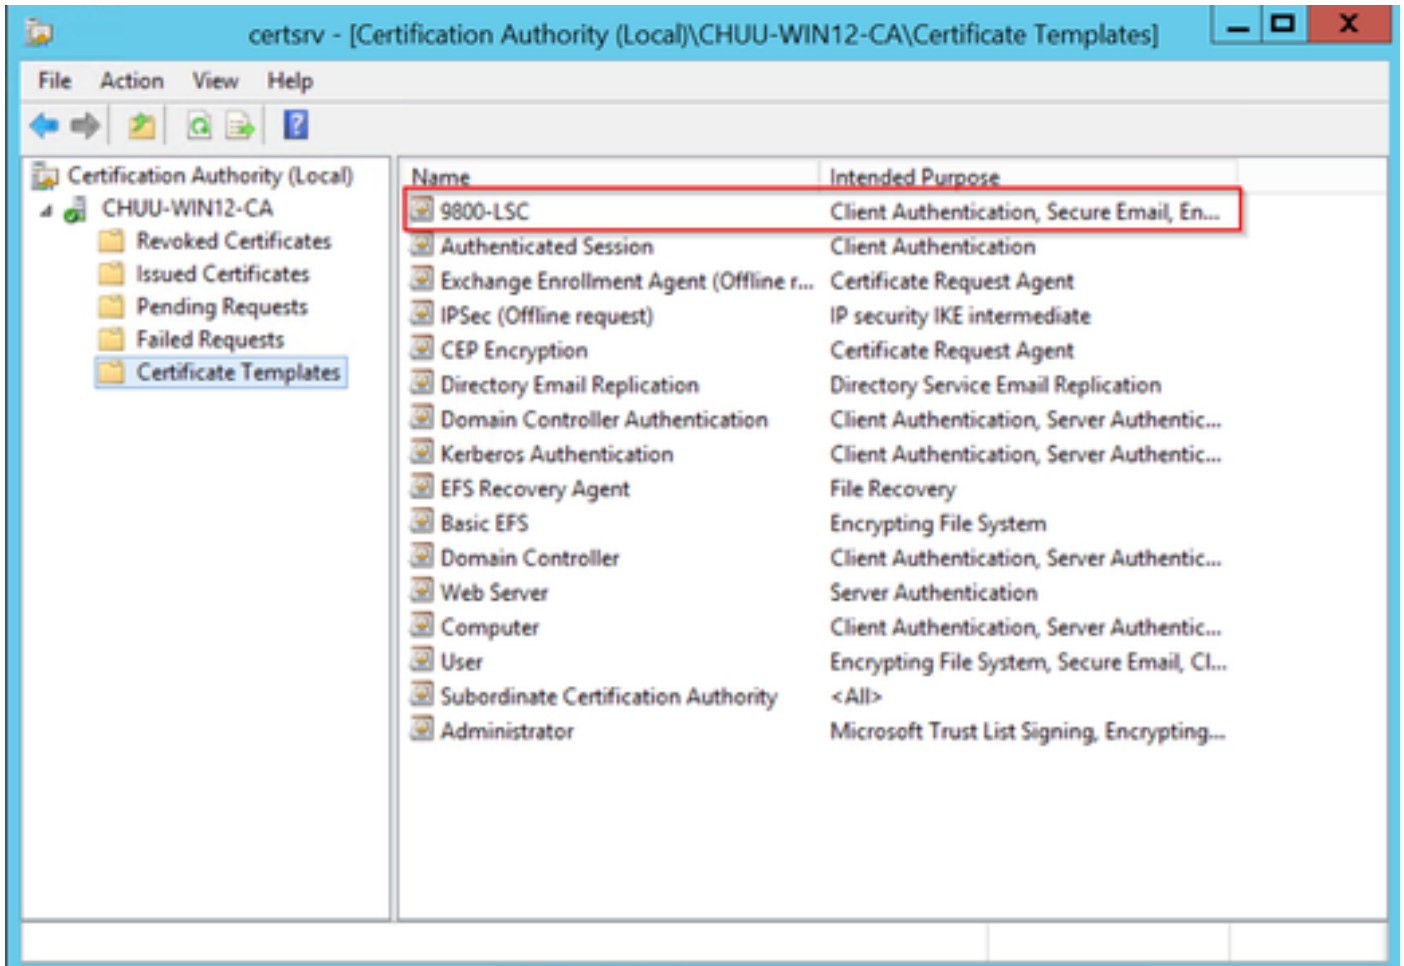 certsrv - [Certification Authority (Local)\CHUU-WIN12-CA\Certificate Templates]
File Action View Help
Certification Authority (Local)
CHUU-WIN12-CA
Revoked Certificates
Issued Certificates
Pending Requests
Failed Requests
Certificate Templates
Name Intended Purpose
9800-LSC Client Authentication, Secure Email, En...
Authenticated Session Client Authentication
Exchange Enrollment Agent (Offline r... Certificate Request Agent
IPSec (Offline request) IP security IKE intermediate
CEP Encryption Certificate Request Agent
Directory Email Replication Directory Service Email Replication
Domain Controller Authentication Client Authentication, Server Authentic...
Kerberos Authentication Client Authentication, Server Authentic...
EFS Recovery Agent File Recovery
Basic EFS Encrypting File System
Domain Controller Client Authentication, Server Authentic...
Web Server Server Authentication
Computer Client Authentication, Server Authentic...
User Encrypting File System, Secure Email, Cl...
Subordinate Certification Authority <All>
Administrator Microsoft Trust List Signing, Encrypting...